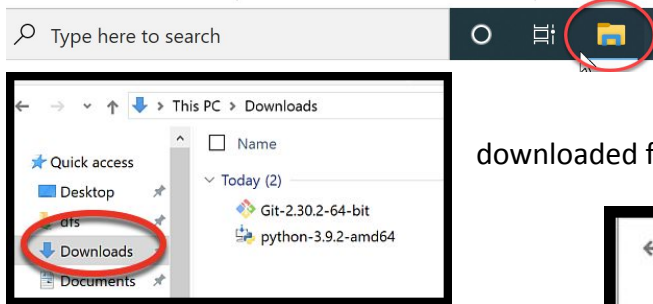 Type here to search
This PC > Downloads
Name
Quick access
Today (2)
Desktop
Git-2.30.2-64-bit
dts
python-3.9.2-amd64
Downloads
Documents
downloaded f